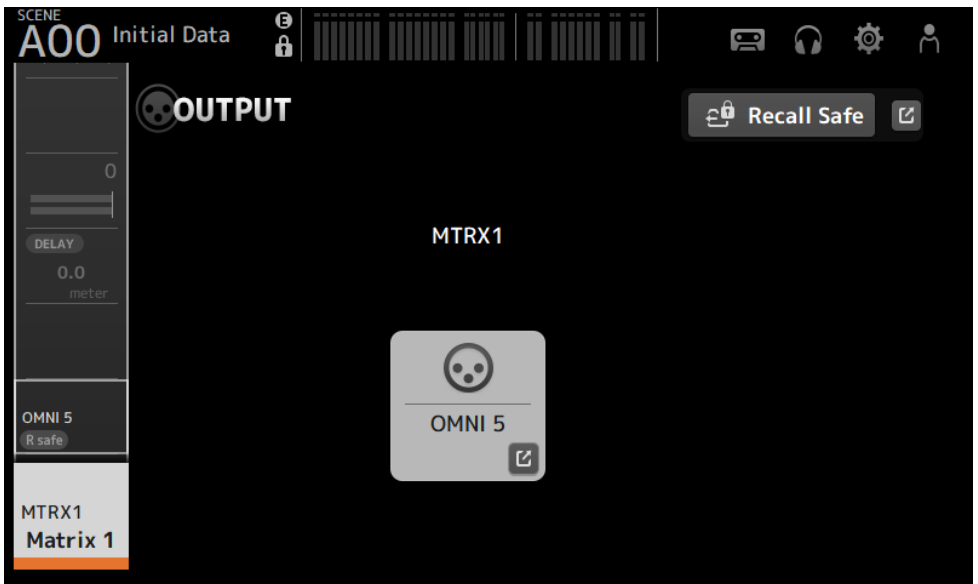 SCENE
A00 Initial Data
E
OUTPUT
Recall Safe
0
DELAY
0.0
meter
MTRX1
OMNI 5
OMNI 5
R safe
MTRX1
Matrix 1